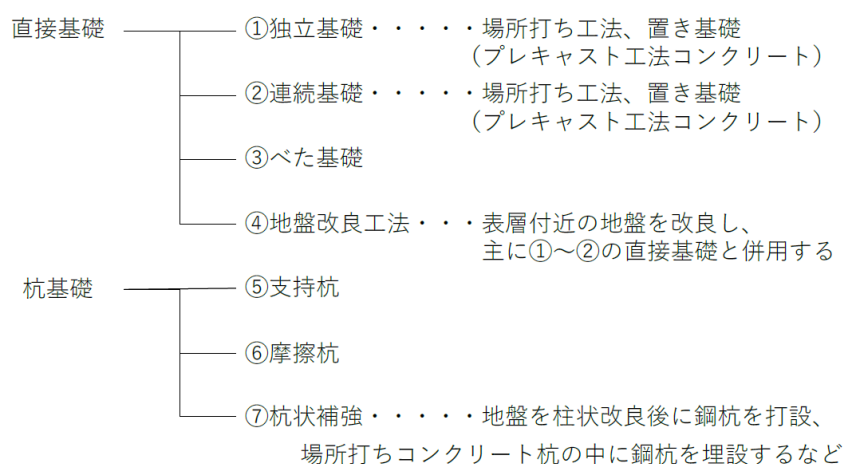 直接基礎 ①独立基礎・・・・・場所打ち工法、置き基礎
（プレキャスト工法コンクリート）
②連続基礎・・・・・場所打ち工法、置き基礎
（プレキャスト工法コンクリート）
③べた基礎
④地盤改良工法・・・表層付近の地盤を改良し、
主に①～②の直接基礎と併用する
杭基礎 ⑤支持杭
⑥摩擦杭
⑦杭状補強・・・・・地盤を柱状改良後に鋼杭を打設、
場所打ちコンクリート杭の中に鋼杭を埋設するなど